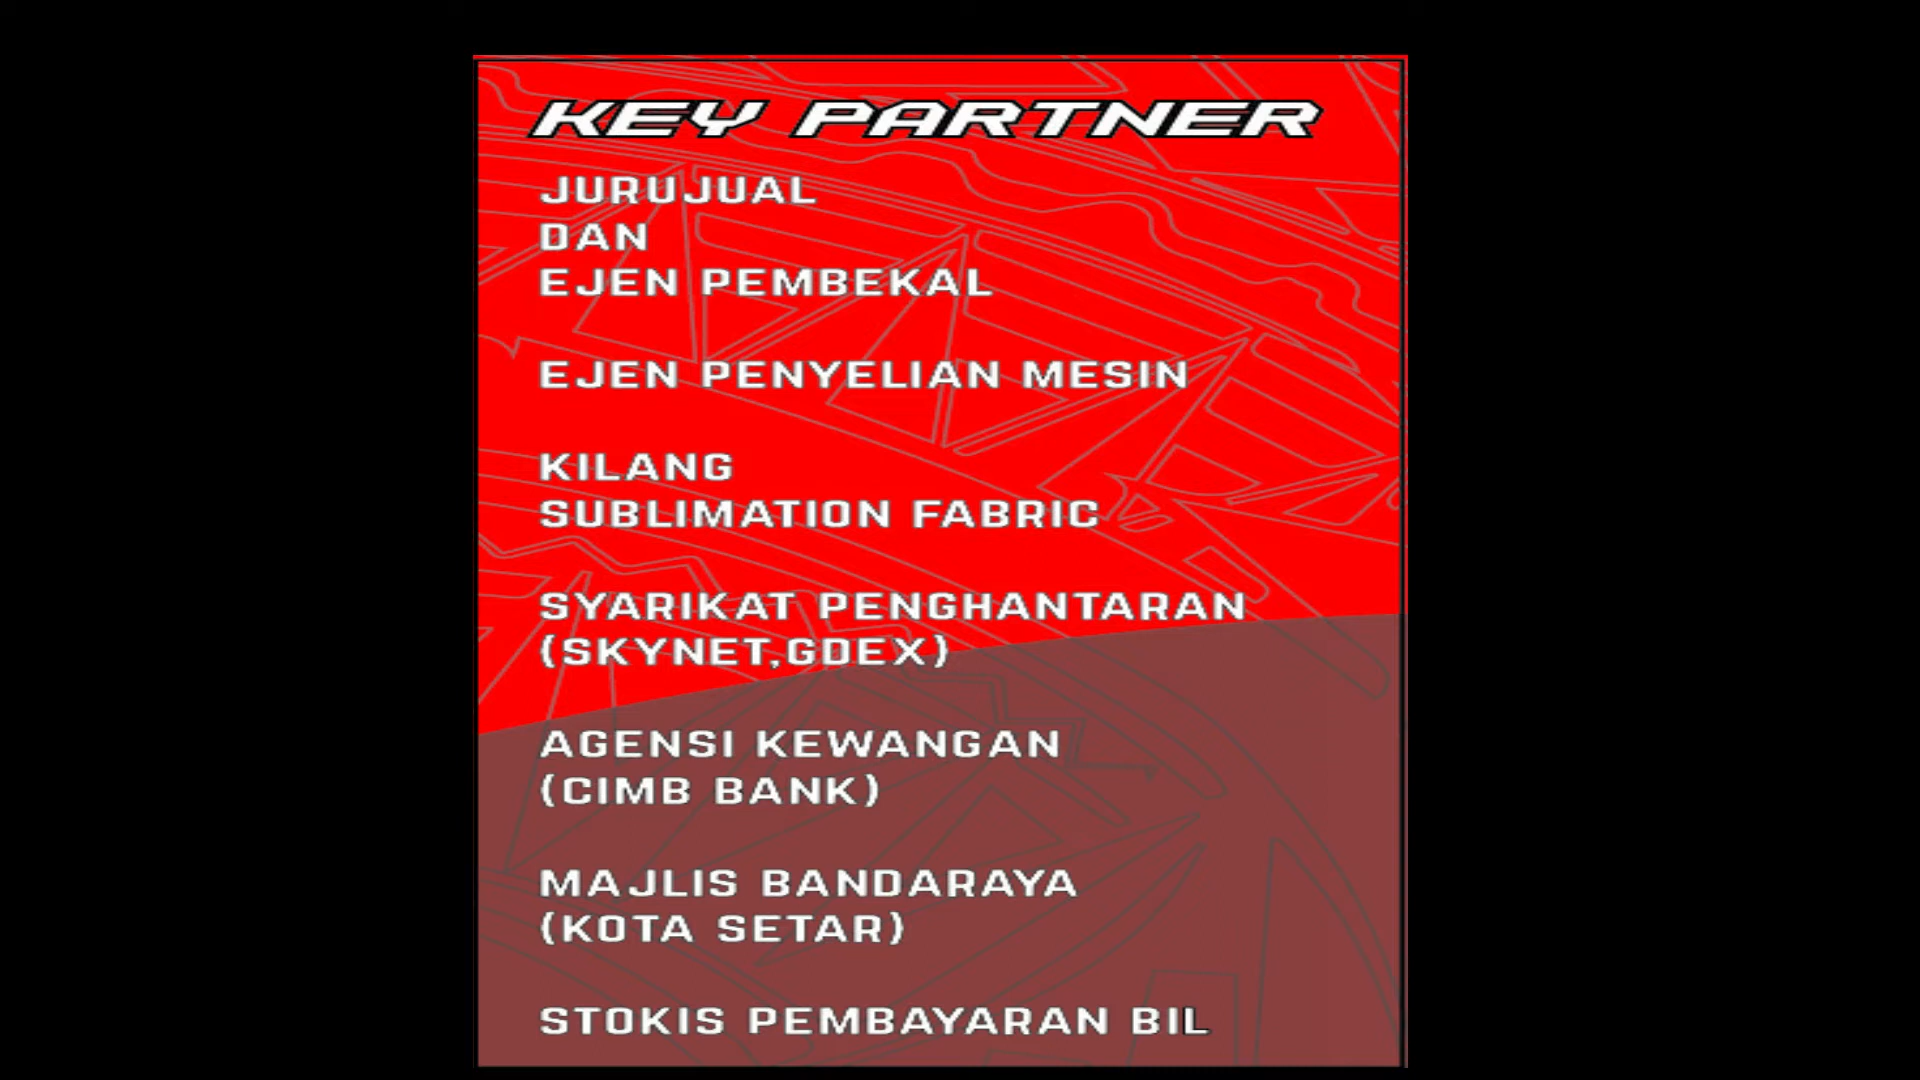 KEY PARTNER
JURUJUAL
DAN
EJEN PEMBEKAL
EJEN PENYELIAN MESIN
KILANG
SUBLIMATION FABRIC
SYARIKAT PENGHANTARAN
(SKYNET,GDEX)
AGENSI KEWANGAN
(CIMB BANK)
MAJLIS BANDARAYA
(KOTA SETAR)
STOKIS PEMBAYARAN BIL